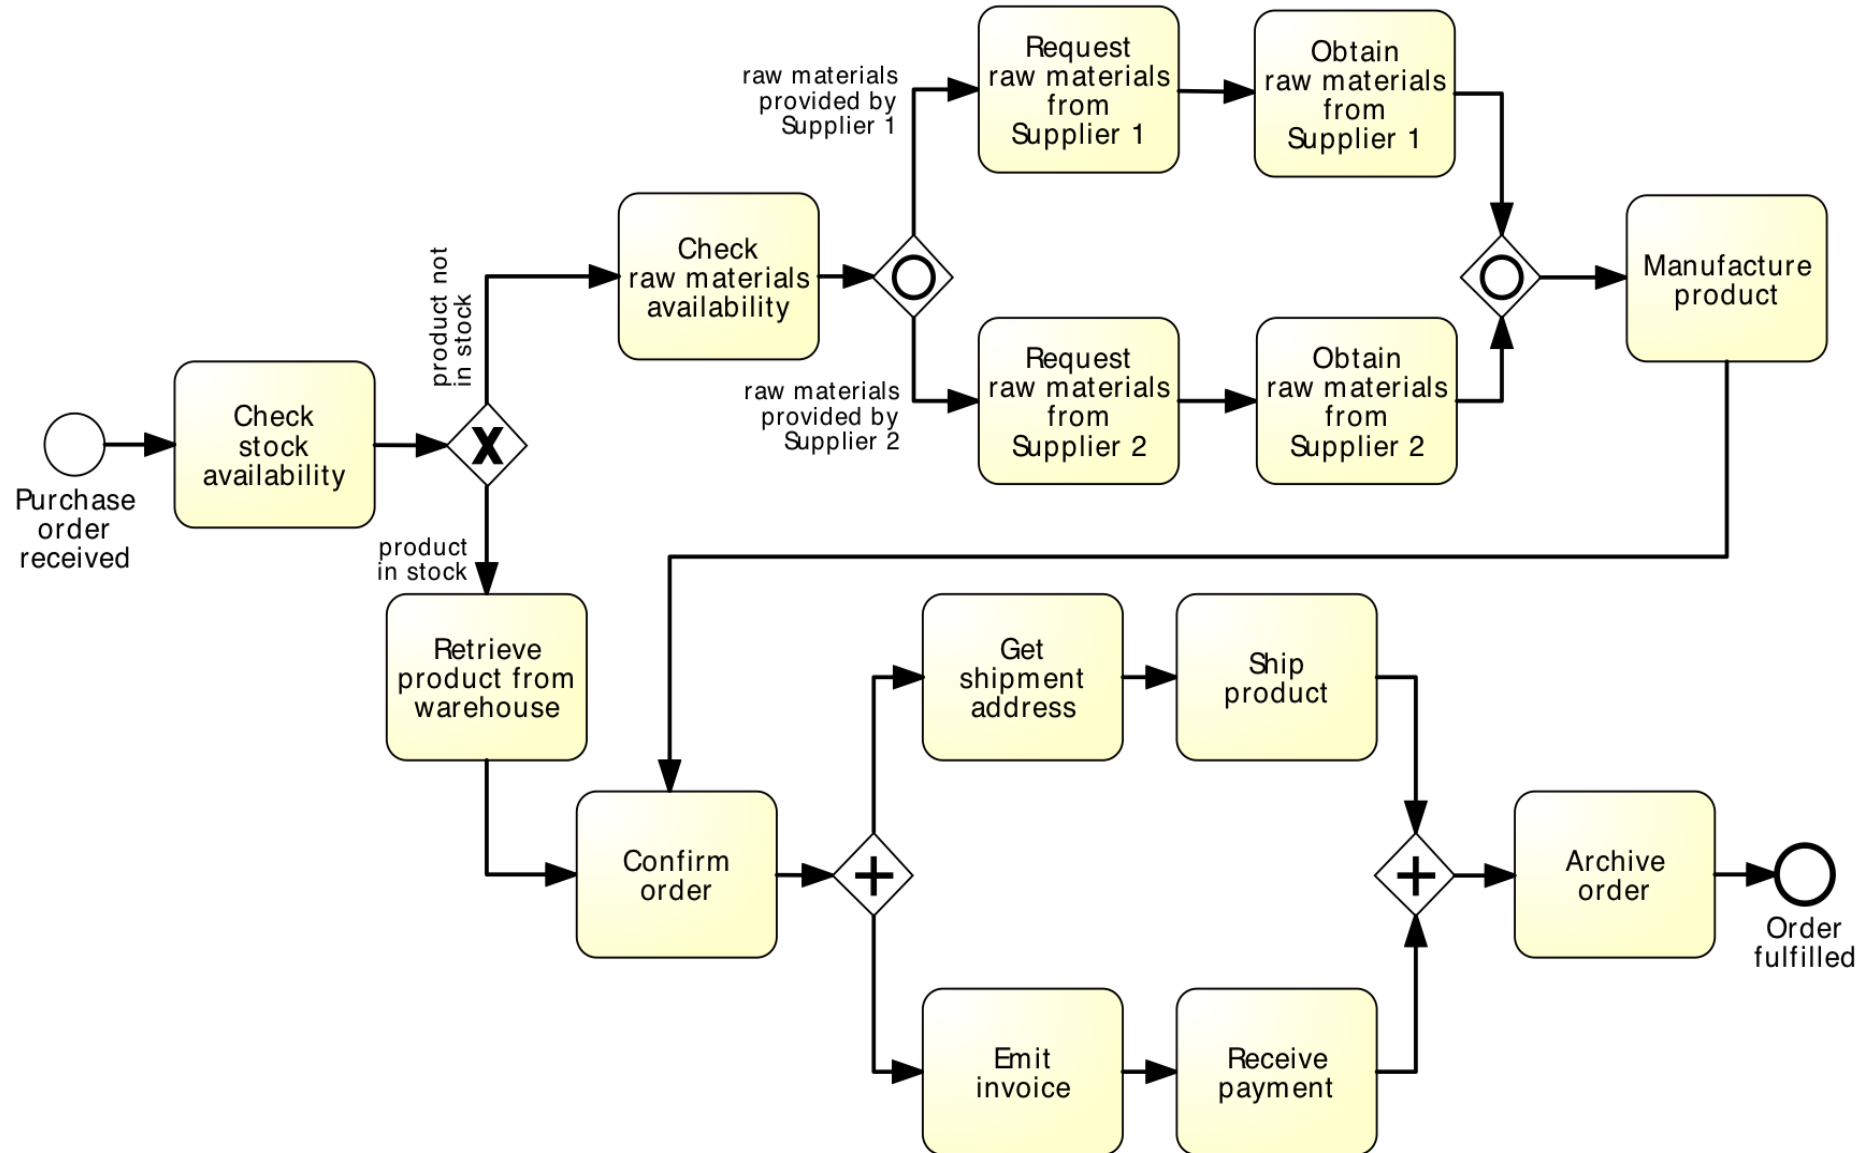 Request
raw materials
from
Supplier 1
Obtain
raw materials
from
Supplier 1
raw materials
provided by
Supplier 1
Check
raw materials
availability
Manufacture
product
product not
in stock
Request
raw materials
from
Supplier 2
Obtain
raw materials
from
Supplier 2
raw materials
provided by
Supplier 2
Check
stock
availability
X
Purchase
order
received
product
in stock
Retrieve
product from
warehouse
Get
shipment
address
Ship
product
Confirm
order
+
+
Archive
order
Order
fulfilled
Emit
invoice
Receive
payment